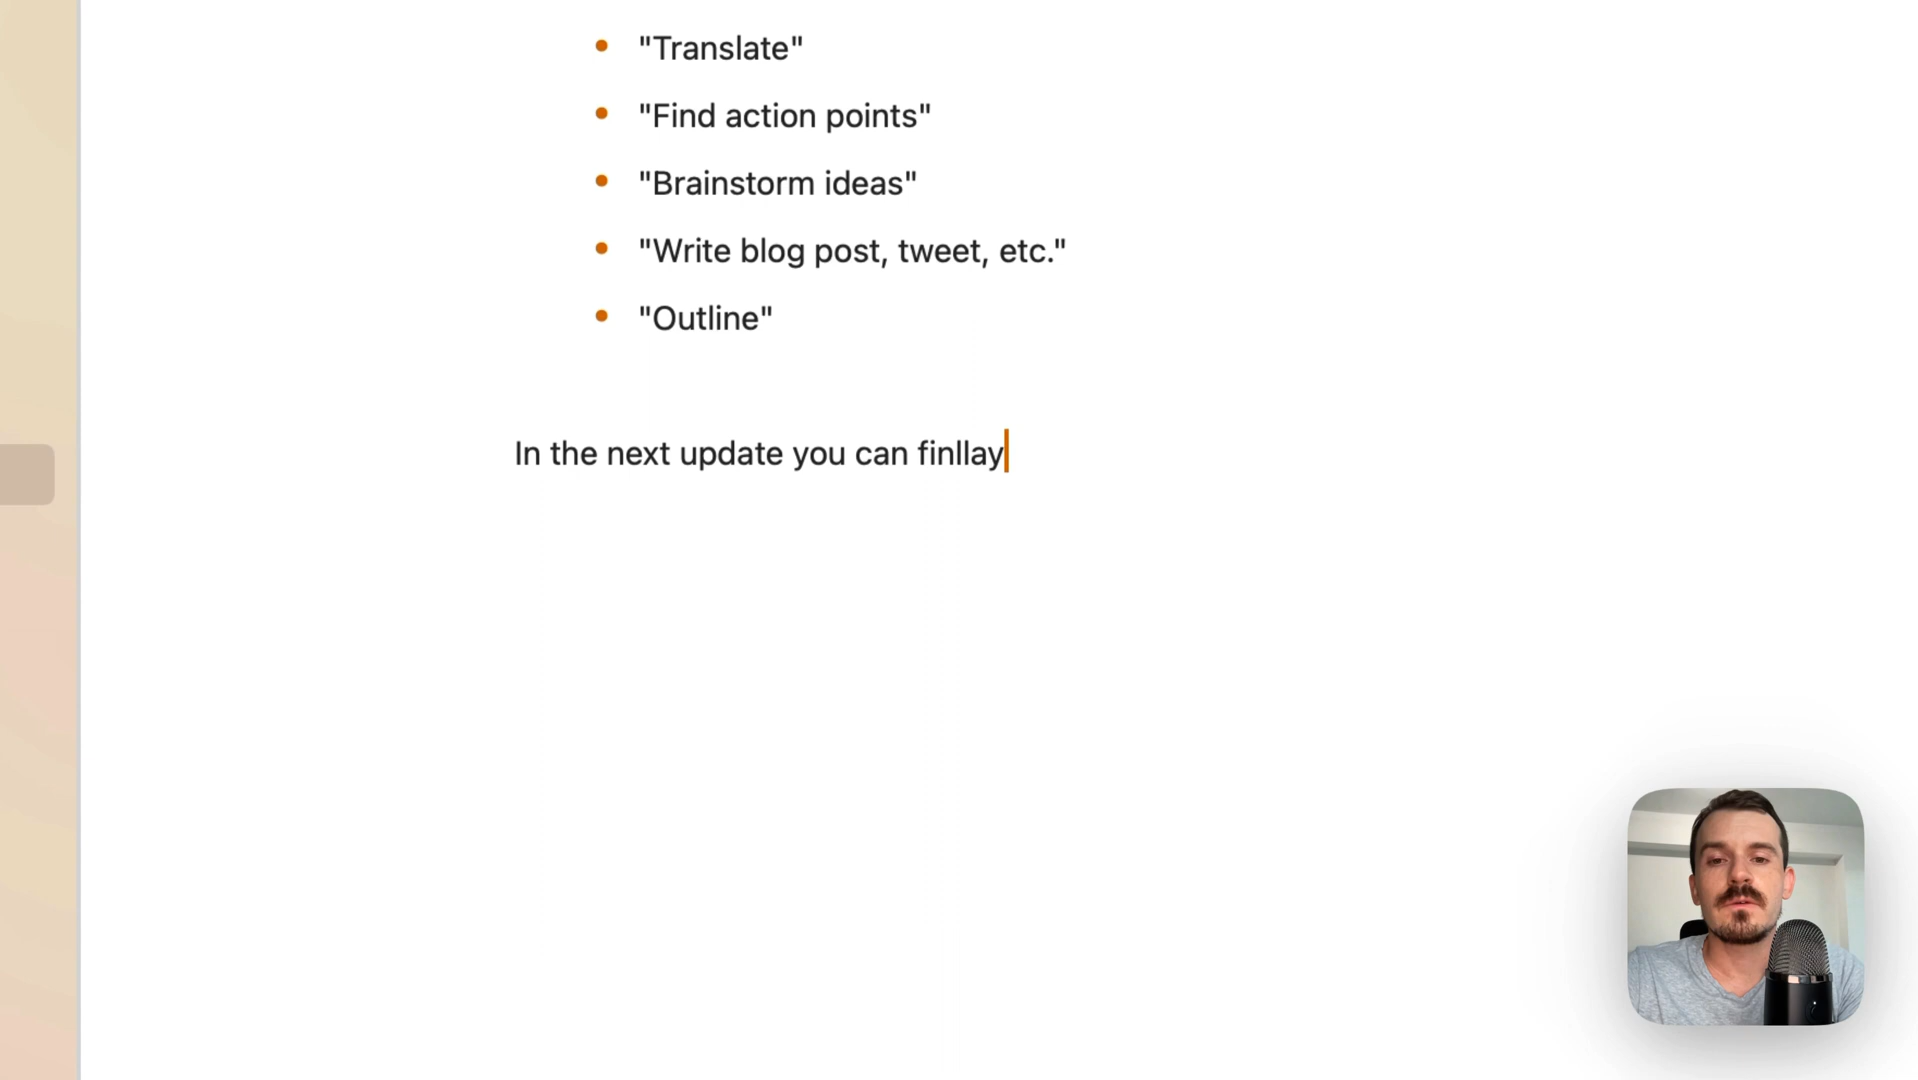 • "Translate"
• "Find action points"
• "Brainstorm ideas"
• "Write blog post, tweet, etc."
• "Outline"
In the next update you can finllay